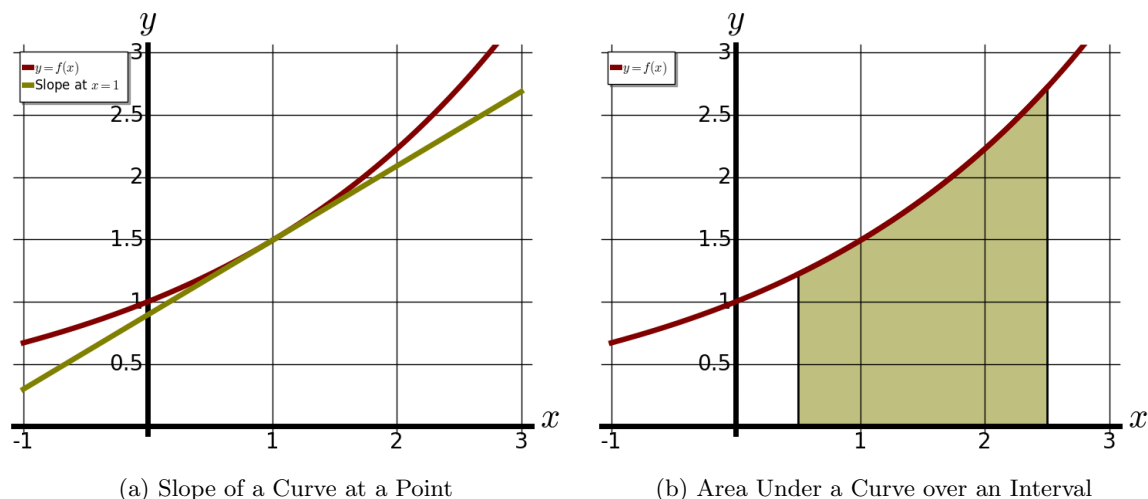 y
3
y = f(x)
Slope at x = 1
2.5
2
1.5
1
0.5
-1 1 2 3 x
(a) Slope of a Curve at a Point
y
3
y = f(x)
2.5
2
1.5
1
0.5
-1 1 2 3 x
(b) Area Under a Curve over an Interval